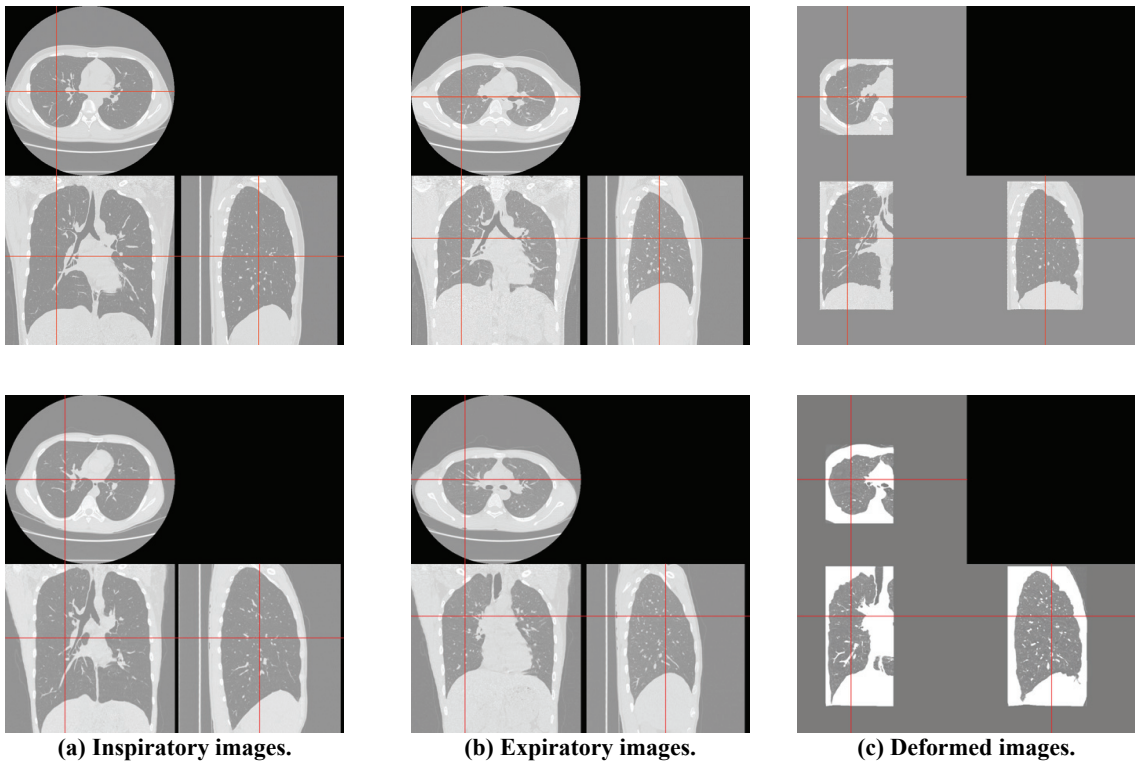 (a) Inspiratory images.
(b) Expiratory images.
(c) Deformed images.